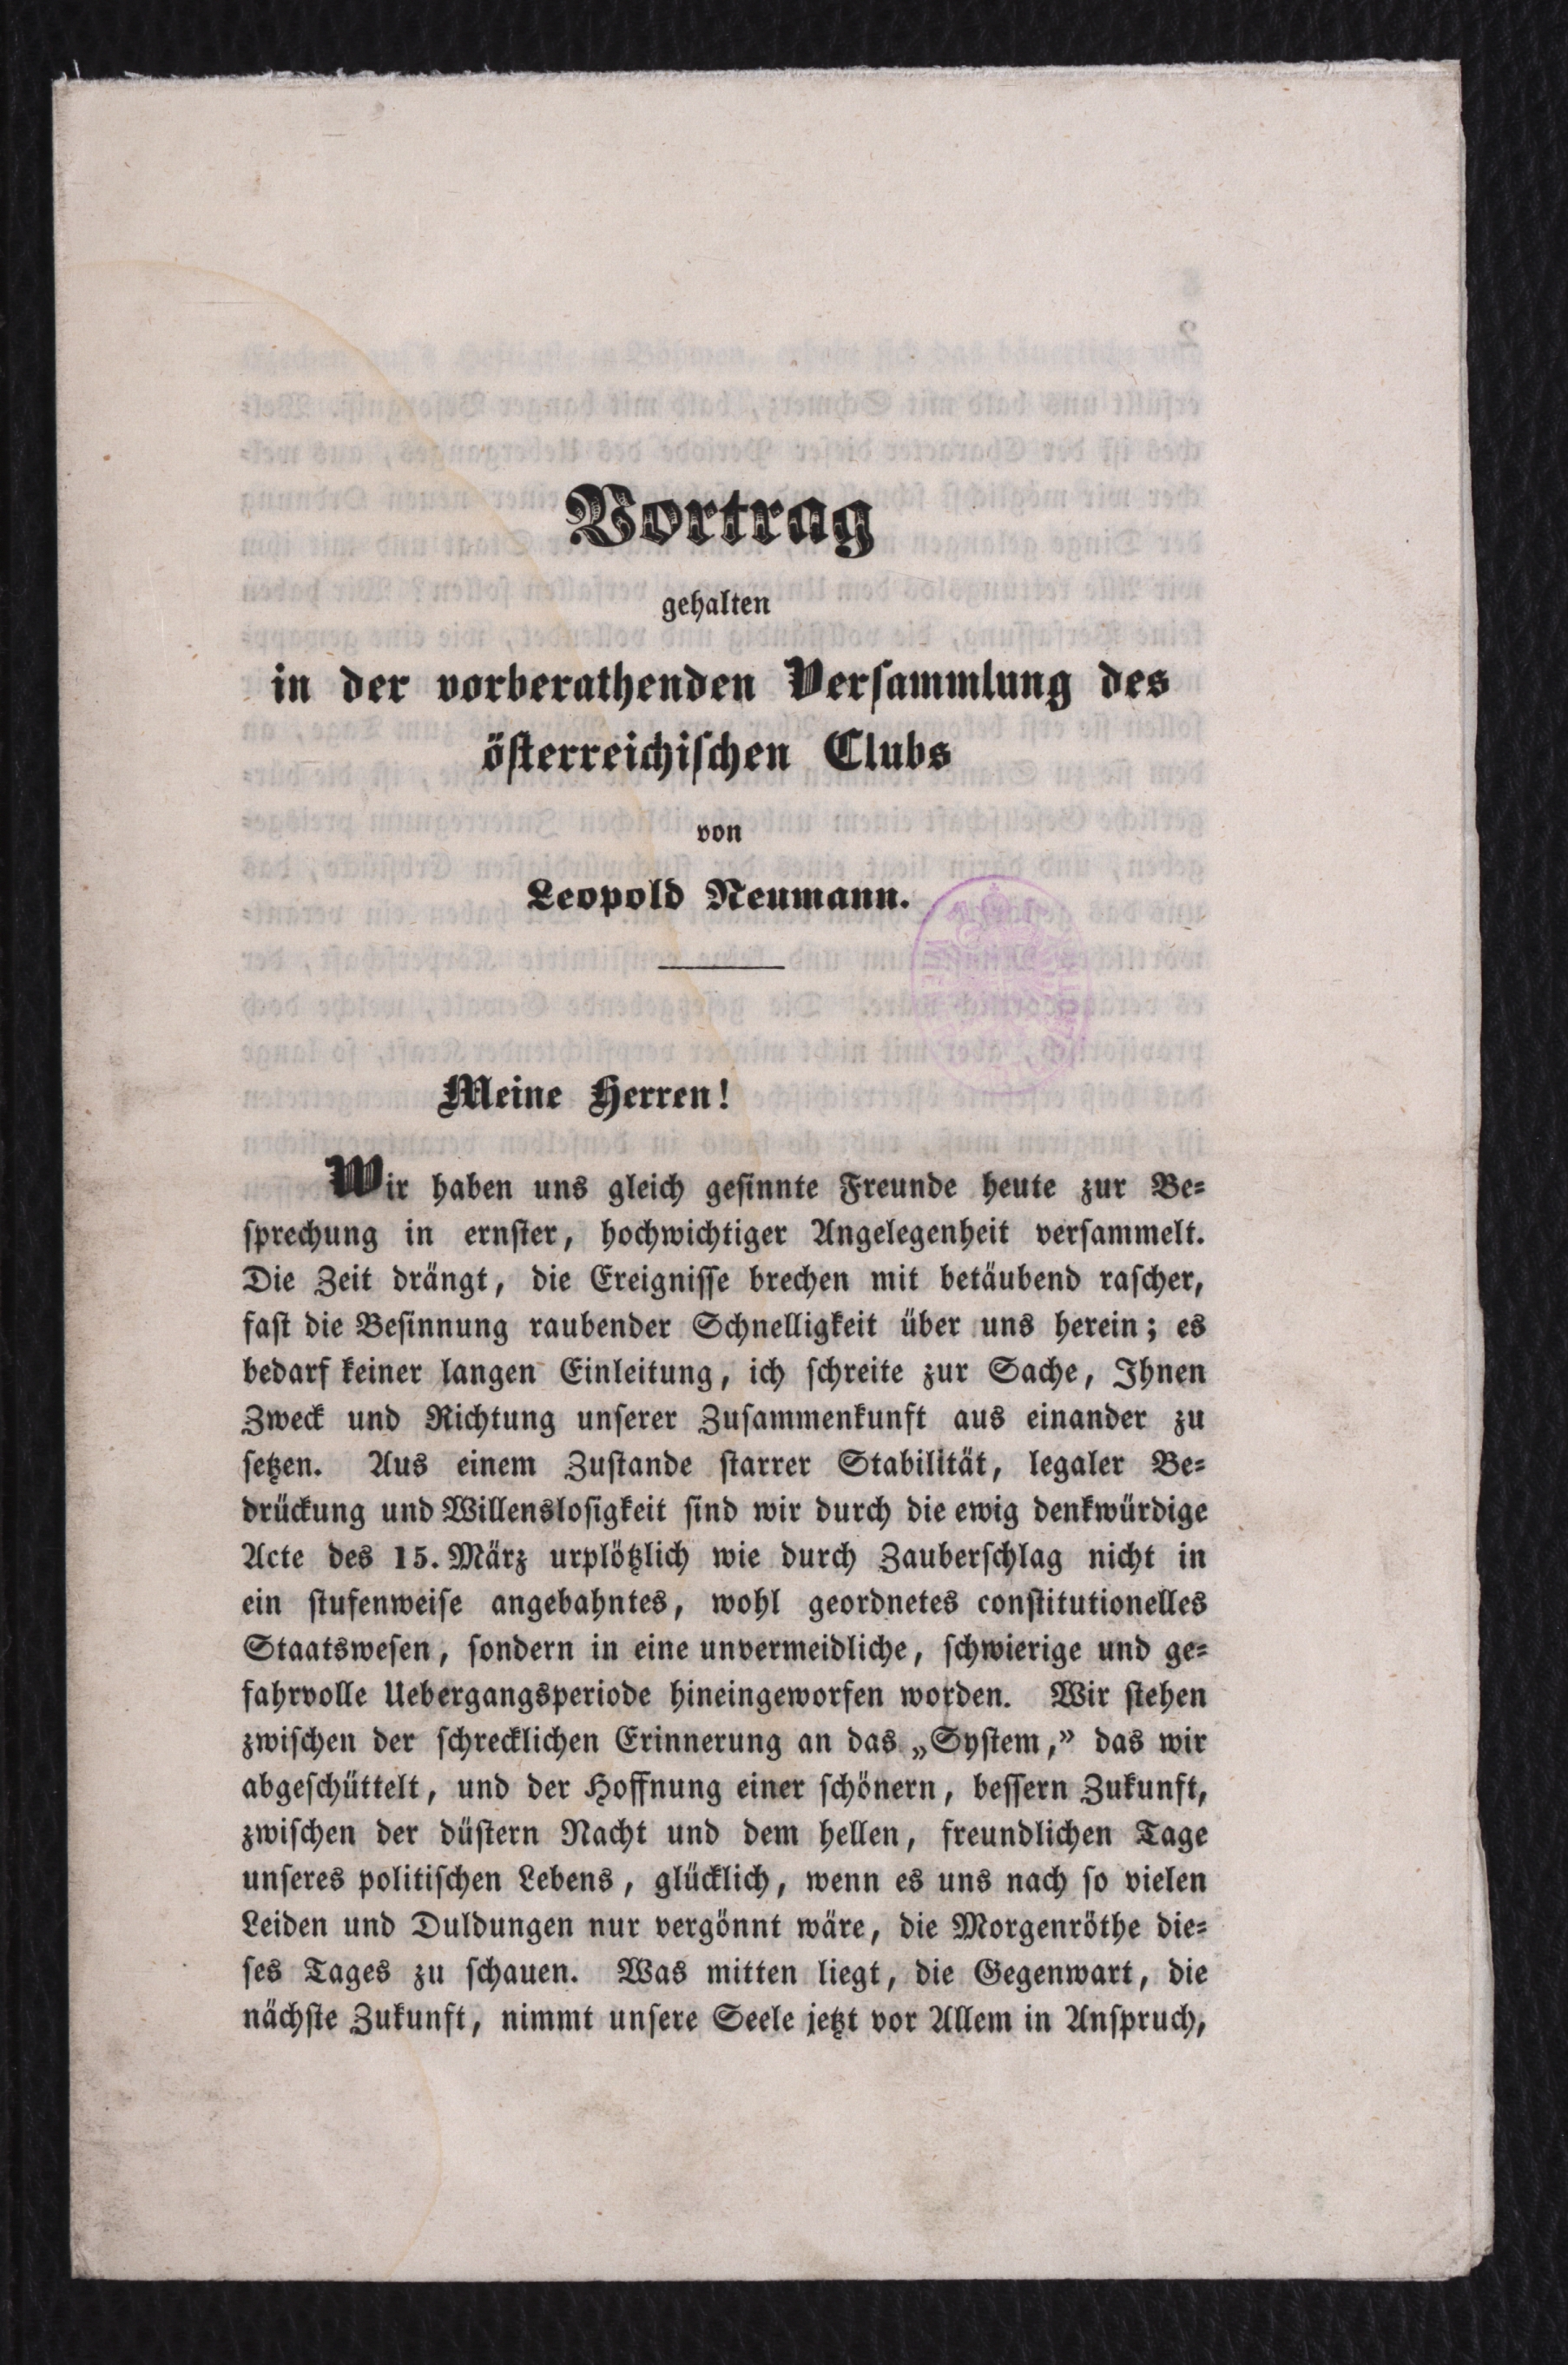 Vortrag
gehalten
in der vorberathenden Versammlung des
österreichischen Clubs
von
Leopold Neumann.
Meine Herren!
Wir haben uns gleich gesinnte Freunde heute zur Be-
sprechung in ernster, hochwichtiger Angelegenheit versammelt.
Die Zeit drängt, die Ereignisse brechen mit betäubend rascher,
fast die Besinnung raubender Schnelligkeit über uns herein; es
bedarf keiner langen Einleitung, ich schreite zur Sache, Ihnen
Zweck und Richtung unserer Zusammenkunft aus einander zu
setzen. Aus einem Zustande starrer Stabilität, legaler Be-
drückung und Willenslosigkeit sind wir durch die ewig denkwürdige
Acte des 15. März urplötzlich wie durch Zauberschlag nicht in
ein stufenweise angebahntes, wohl geordnetes constitutionelles
Staatswesen, sondern in eine unvermeidliche, schwierige und ge-
fahrvolle Uebergangsperiode hineingeworfen worden. Wir stehen
zwischen der schrecklichen Erinnerung an das „System,” das wir
abgeschüttelt, und der Hoffnung einer schönern, bessern Zukunft,
zwischen der düstern Nacht und dem hellen, freundlichen Tage
unseres politischen Lebens, glücklich, wenn es uns nach so vielen
Leiden und Duldungen nur vergönnt wäre, die Morgenröthe die-
ses Tages zu schauen. Was mitten liegt, die Gegenwart, die
nächste Zukunft, nimmt unsere Seele jetzt vor Allem in Anspruch,